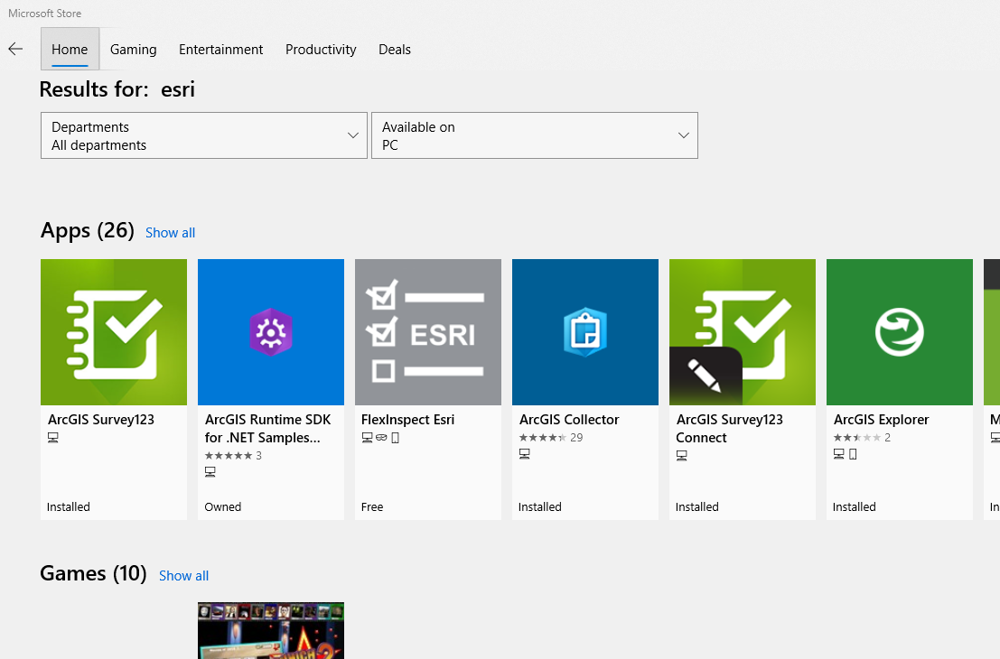 Microsoft Store
Home Gaming Entertainment Productivity Deals
Results for: esri
Departments
All departments
Available on
PC
Apps (26) Show all
ESRI
ArcGIS Survey123
Installed
ArcGIS Runtime SDK
for .NET Samples...
3
Owned
FlexInspect Esri
Free
ArcGIS Collector
29
Installed
ArcGIS Survey123
Connect
Installed
ArcGIS Explorer
2
Installed
M
In
Games (10) Show all